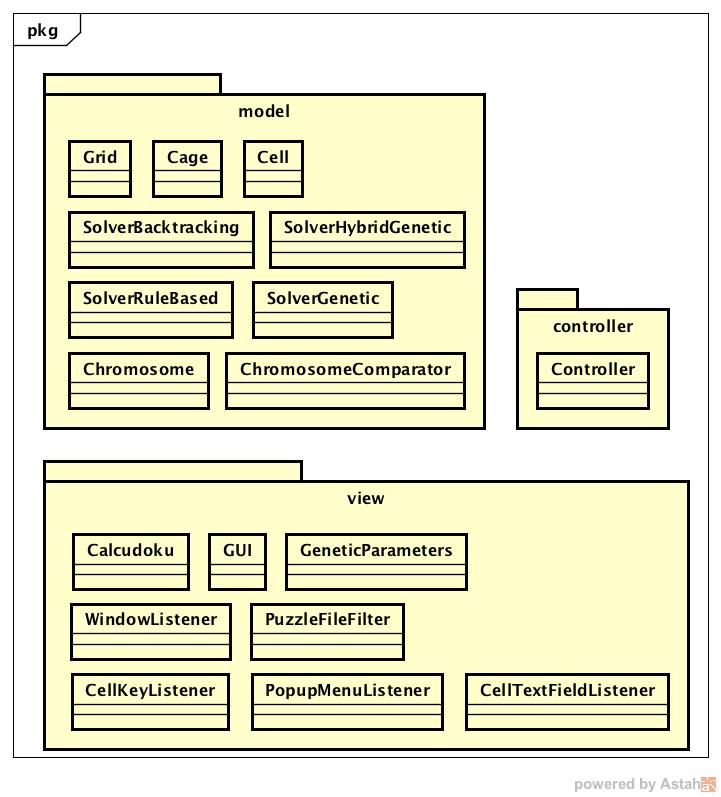 pkg
model
Grid Cage Cell
SolverBacktracking SolverHybridGenetic
SolverRuleBased SolverGenetic
Chromosome ChromosomeComparator
controller
Controller
view
Calcudoku GUI GeneticParameters
WindowListener PuzzleFileFilter
CellKeyListener PopupMenuListener CellTextFieldListener
powered by Astah